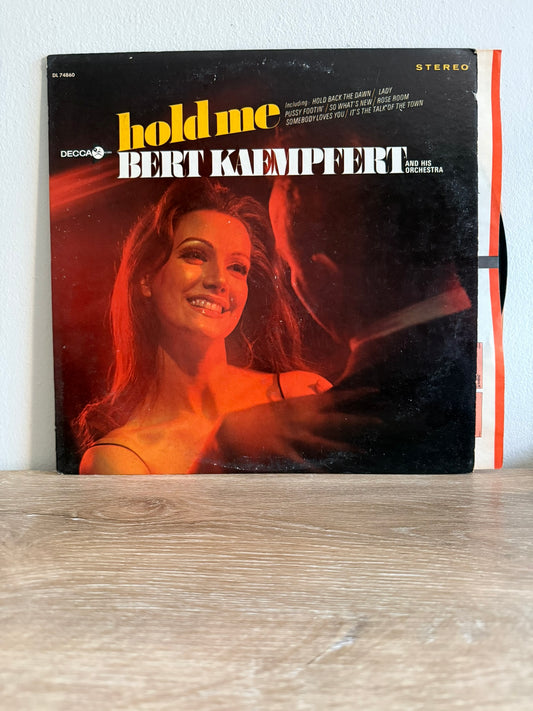 DL 74860
STEREO
hold me
Including: HOLD BACK THE DAWN / LADY
PUSSY FOOTIN' / SO WHAT'S NEW / ROSE ROOM
SOMEBODY LOVES YOU / IT'S THE TALK OF THE TOWN
DECCA
BERT KAEMPFERT
AND HIS
ORCHESTRA